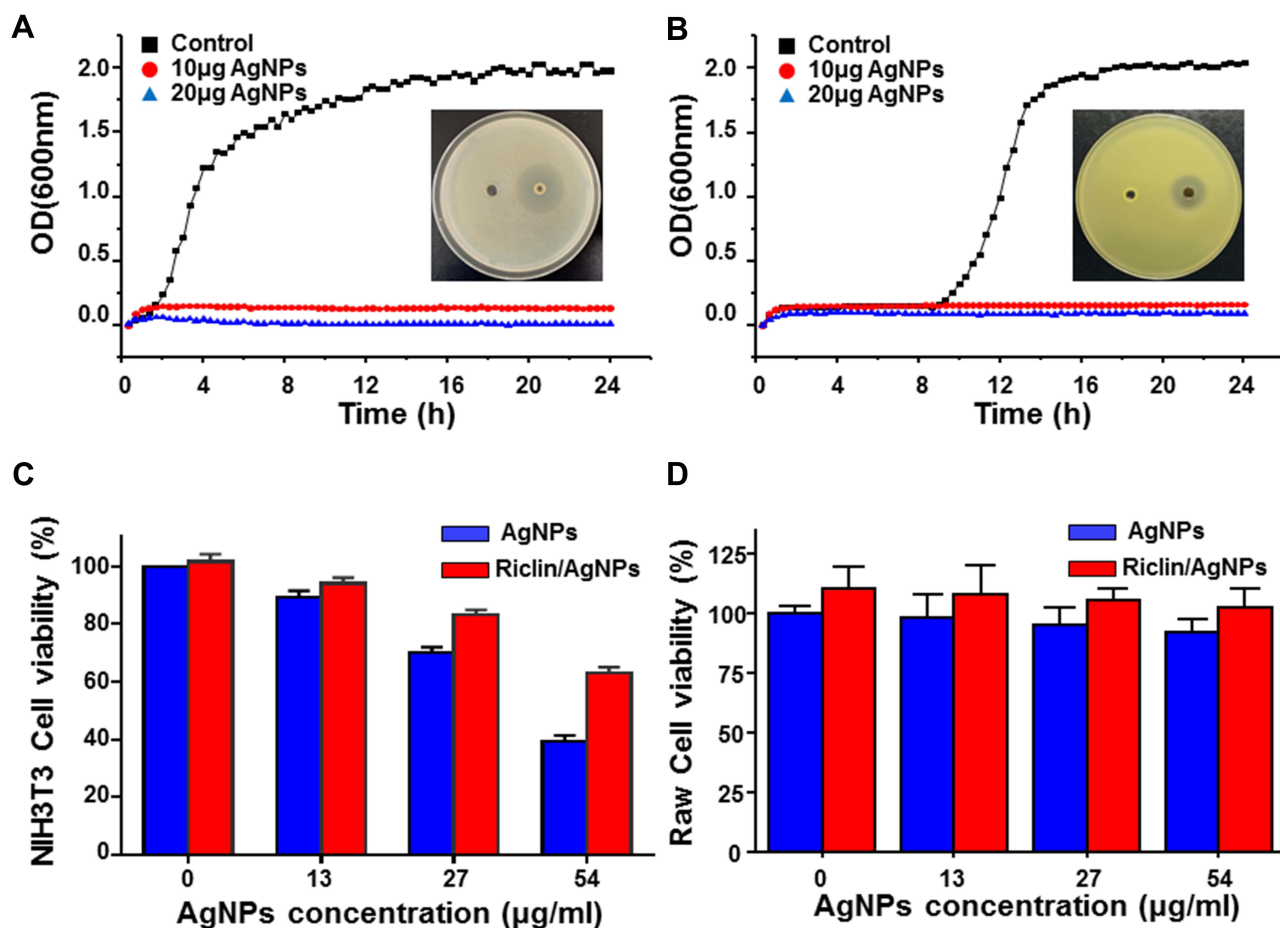 A
Control
10µg AgNPs
20µg AgNPs
OD(600nm)
2.0
1.5
1.0
0.5
0.0
0 4 8 12 16 20 24
Time (h)
B
Control
10µg AgNPs
20µg AgNPs
OD(600nm)
2.0
1.5
1.0
0.5
0.0
0 4 8 12 16 20 24
Time (h)
C
AgNPs
Riclin/AgNPs
NIH3T3 Cell viability (%)
100
80
60
40
20
0
0 13 27 54
AgNPs concentration (µg/ml)
D
AgNPs
Riclin/AgNPs
Raw Cell viability (%)
125
100
75
50
25
0
0 13 27 54
AgNPs concentration (µg/ml)